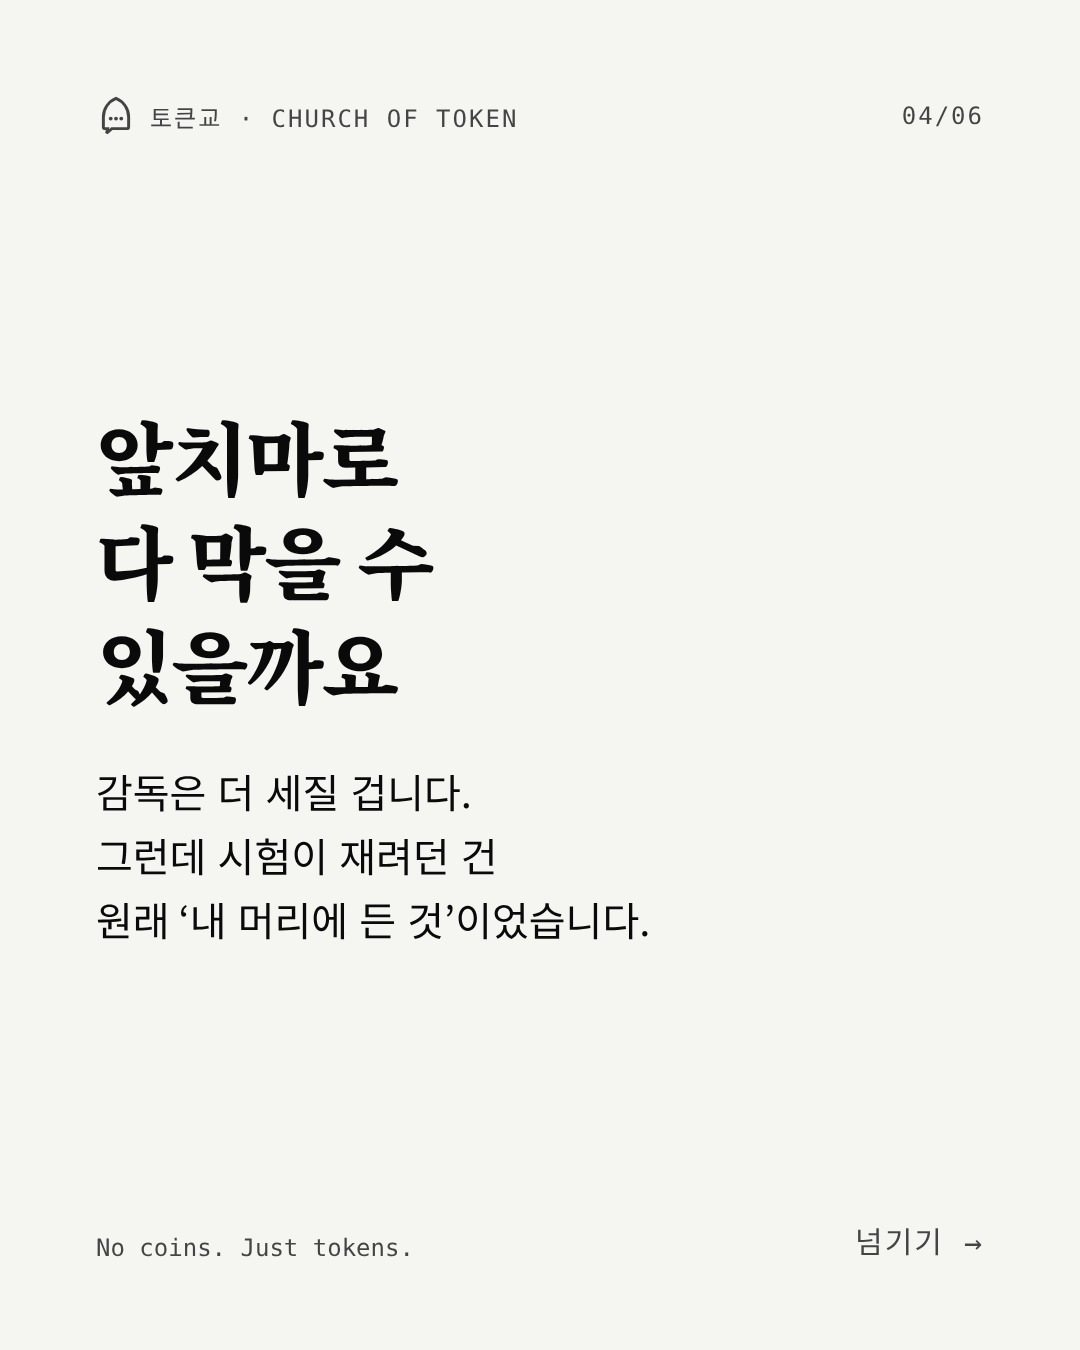 토큰교 · CHURCH OF TOKEN
04/06
앞치마로
다 막을 수
있을까요
감독은 더 세질 겁니다.
그런데 시험이 재려던 건
원래 ‘내 머리에 든 것’이었습니다.
No coins. Just tokens.
넘기기 →